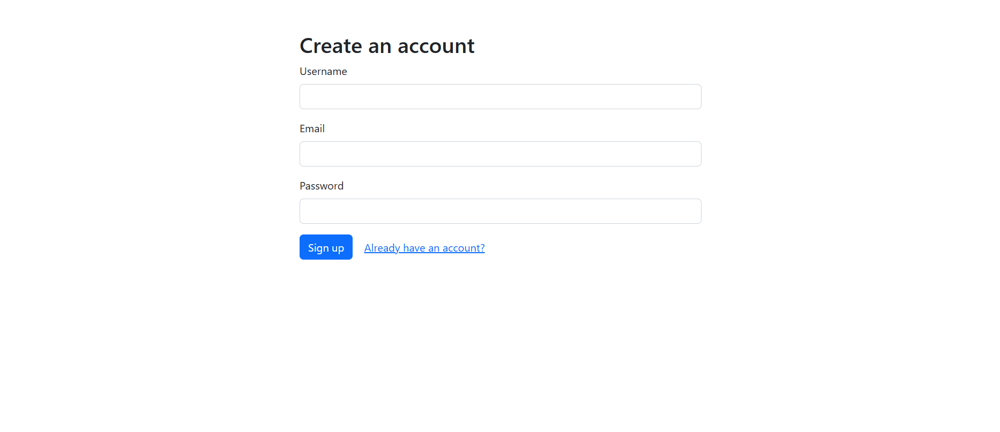 Create an account
Username
Email
Password
Sign up Already have an account?